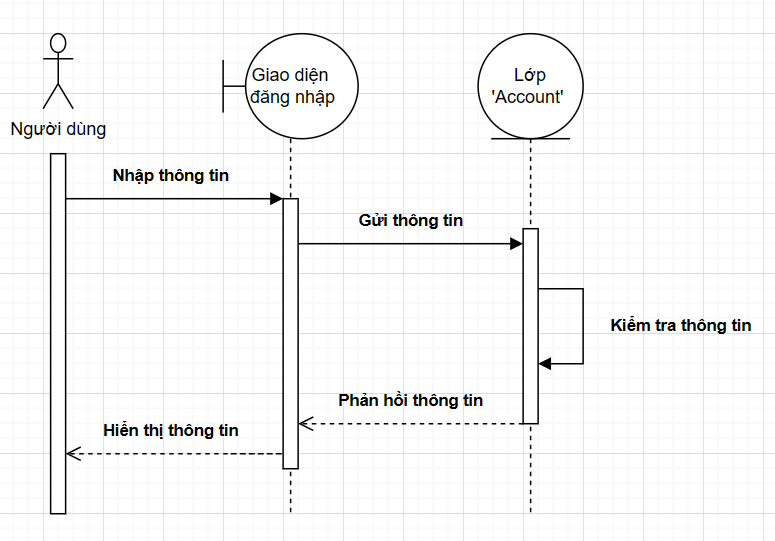 Giao diện
đăng nhập
Lớp
'Account'
Người dùng
Nhập thông tin
Gửi thông tin
Kiểm tra thông tin
Phản hồi thông tin
Hiển thị thông tin